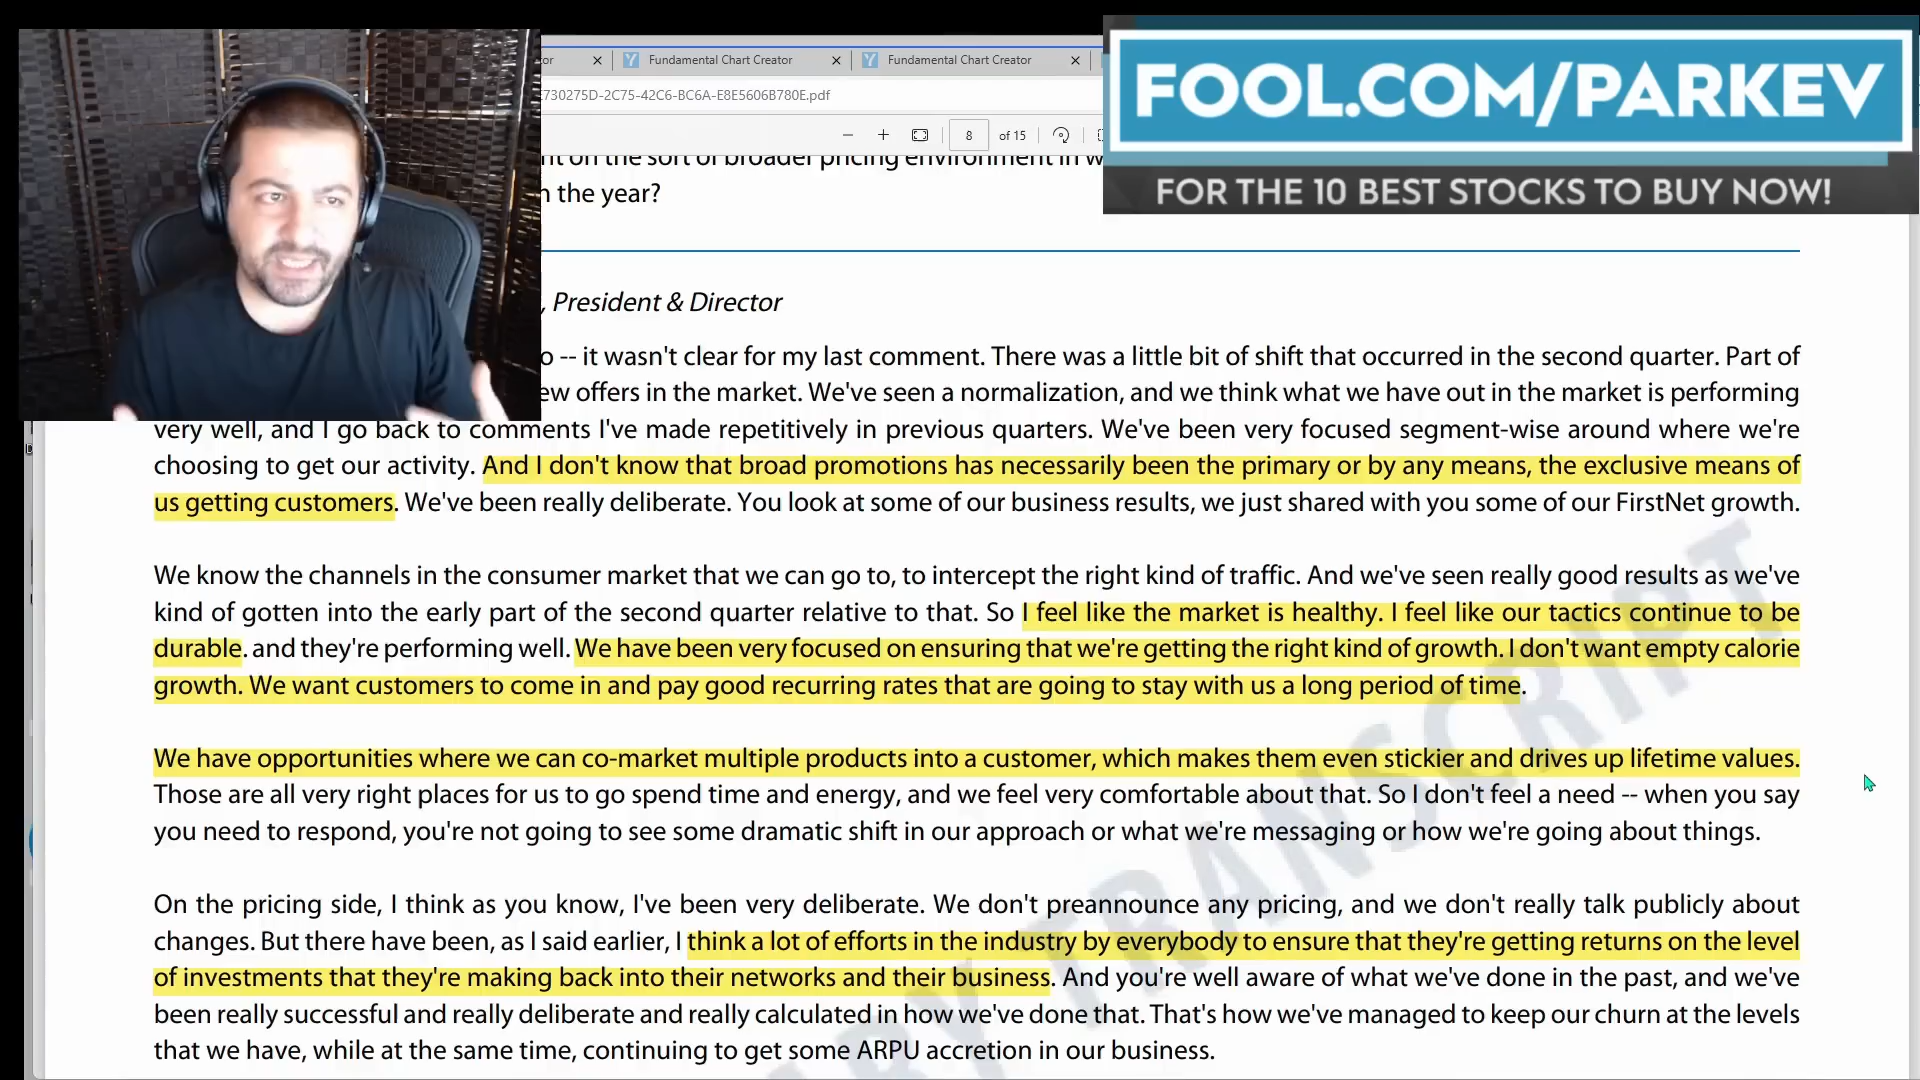 or
Fundamental Chart Creator
Fundamental Chart Creator
FOOL.COM/PARKEV
FOR THE 10 BEST STOCKS TO BUY NOW!
E730275D-2C75-42C6-BC6A-E8E5606B780E.pdf
8 of 15
nt on the sort of broader pricing environment in w
n the year?
, President & Director
o -- it wasn't clear for my last comment. There was a little bit of shift that occurred in the second quarter. Part of
ew offers in the market. We've seen a normalization, and we think what we have out in the market is performing
very well, and I go back to comments I've made repetitively in previous quarters. We've been very focused segment-wise around where we're
choosing to get our activity. And I don't know that broad promotions has necessarily been the primary or by any means, the exclusive means of
us getting customers. We've been really deliberate. You look at some of our business results, we just shared with you some of our FirstNet growth.
We know the channels in the consumer market that we can go to, to intercept the right kind of traffic. And we've seen really good results as we've
kind of gotten into the early part of the second quarter relative to that. So I feel like the market is healthy. I feel like our tactics continue to be
durable. and they're performing well. We have been very focused on ensuring that we're getting the right kind of growth. I don't want empty calorie
growth. We want customers to come in and pay good recurring rates that are going to stay with us a long period of time.
We have opportunities where we can co-market multiple products into a customer, which makes them even stickier and drives up lifetime values.
Those are all very right places for us to go spend time and energy, and we feel very comfortable about that. So I don't feel a need -- when you say
you need to respond, you're not going to see some dramatic shift in our approach or what we're messaging or how we're going about things.
On the pricing side, I think as you know, I've been very deliberate. We don't preannounce any pricing, and we don't really talk publicly about
changes. But there have been, as I said earlier, I think a lot of efforts in the industry by everybody to ensure that they're getting returns on the level
of investments that they're making back into their networks and their business. And you're well aware of what we've done in the past, and we've
been really successful and really deliberate and really calculated in how we've done that. That's how we've managed to keep our churn at the levels
that we have, while at the same time, continuing to get some ARPU accretion in our business.
RY TRANSCRIPT